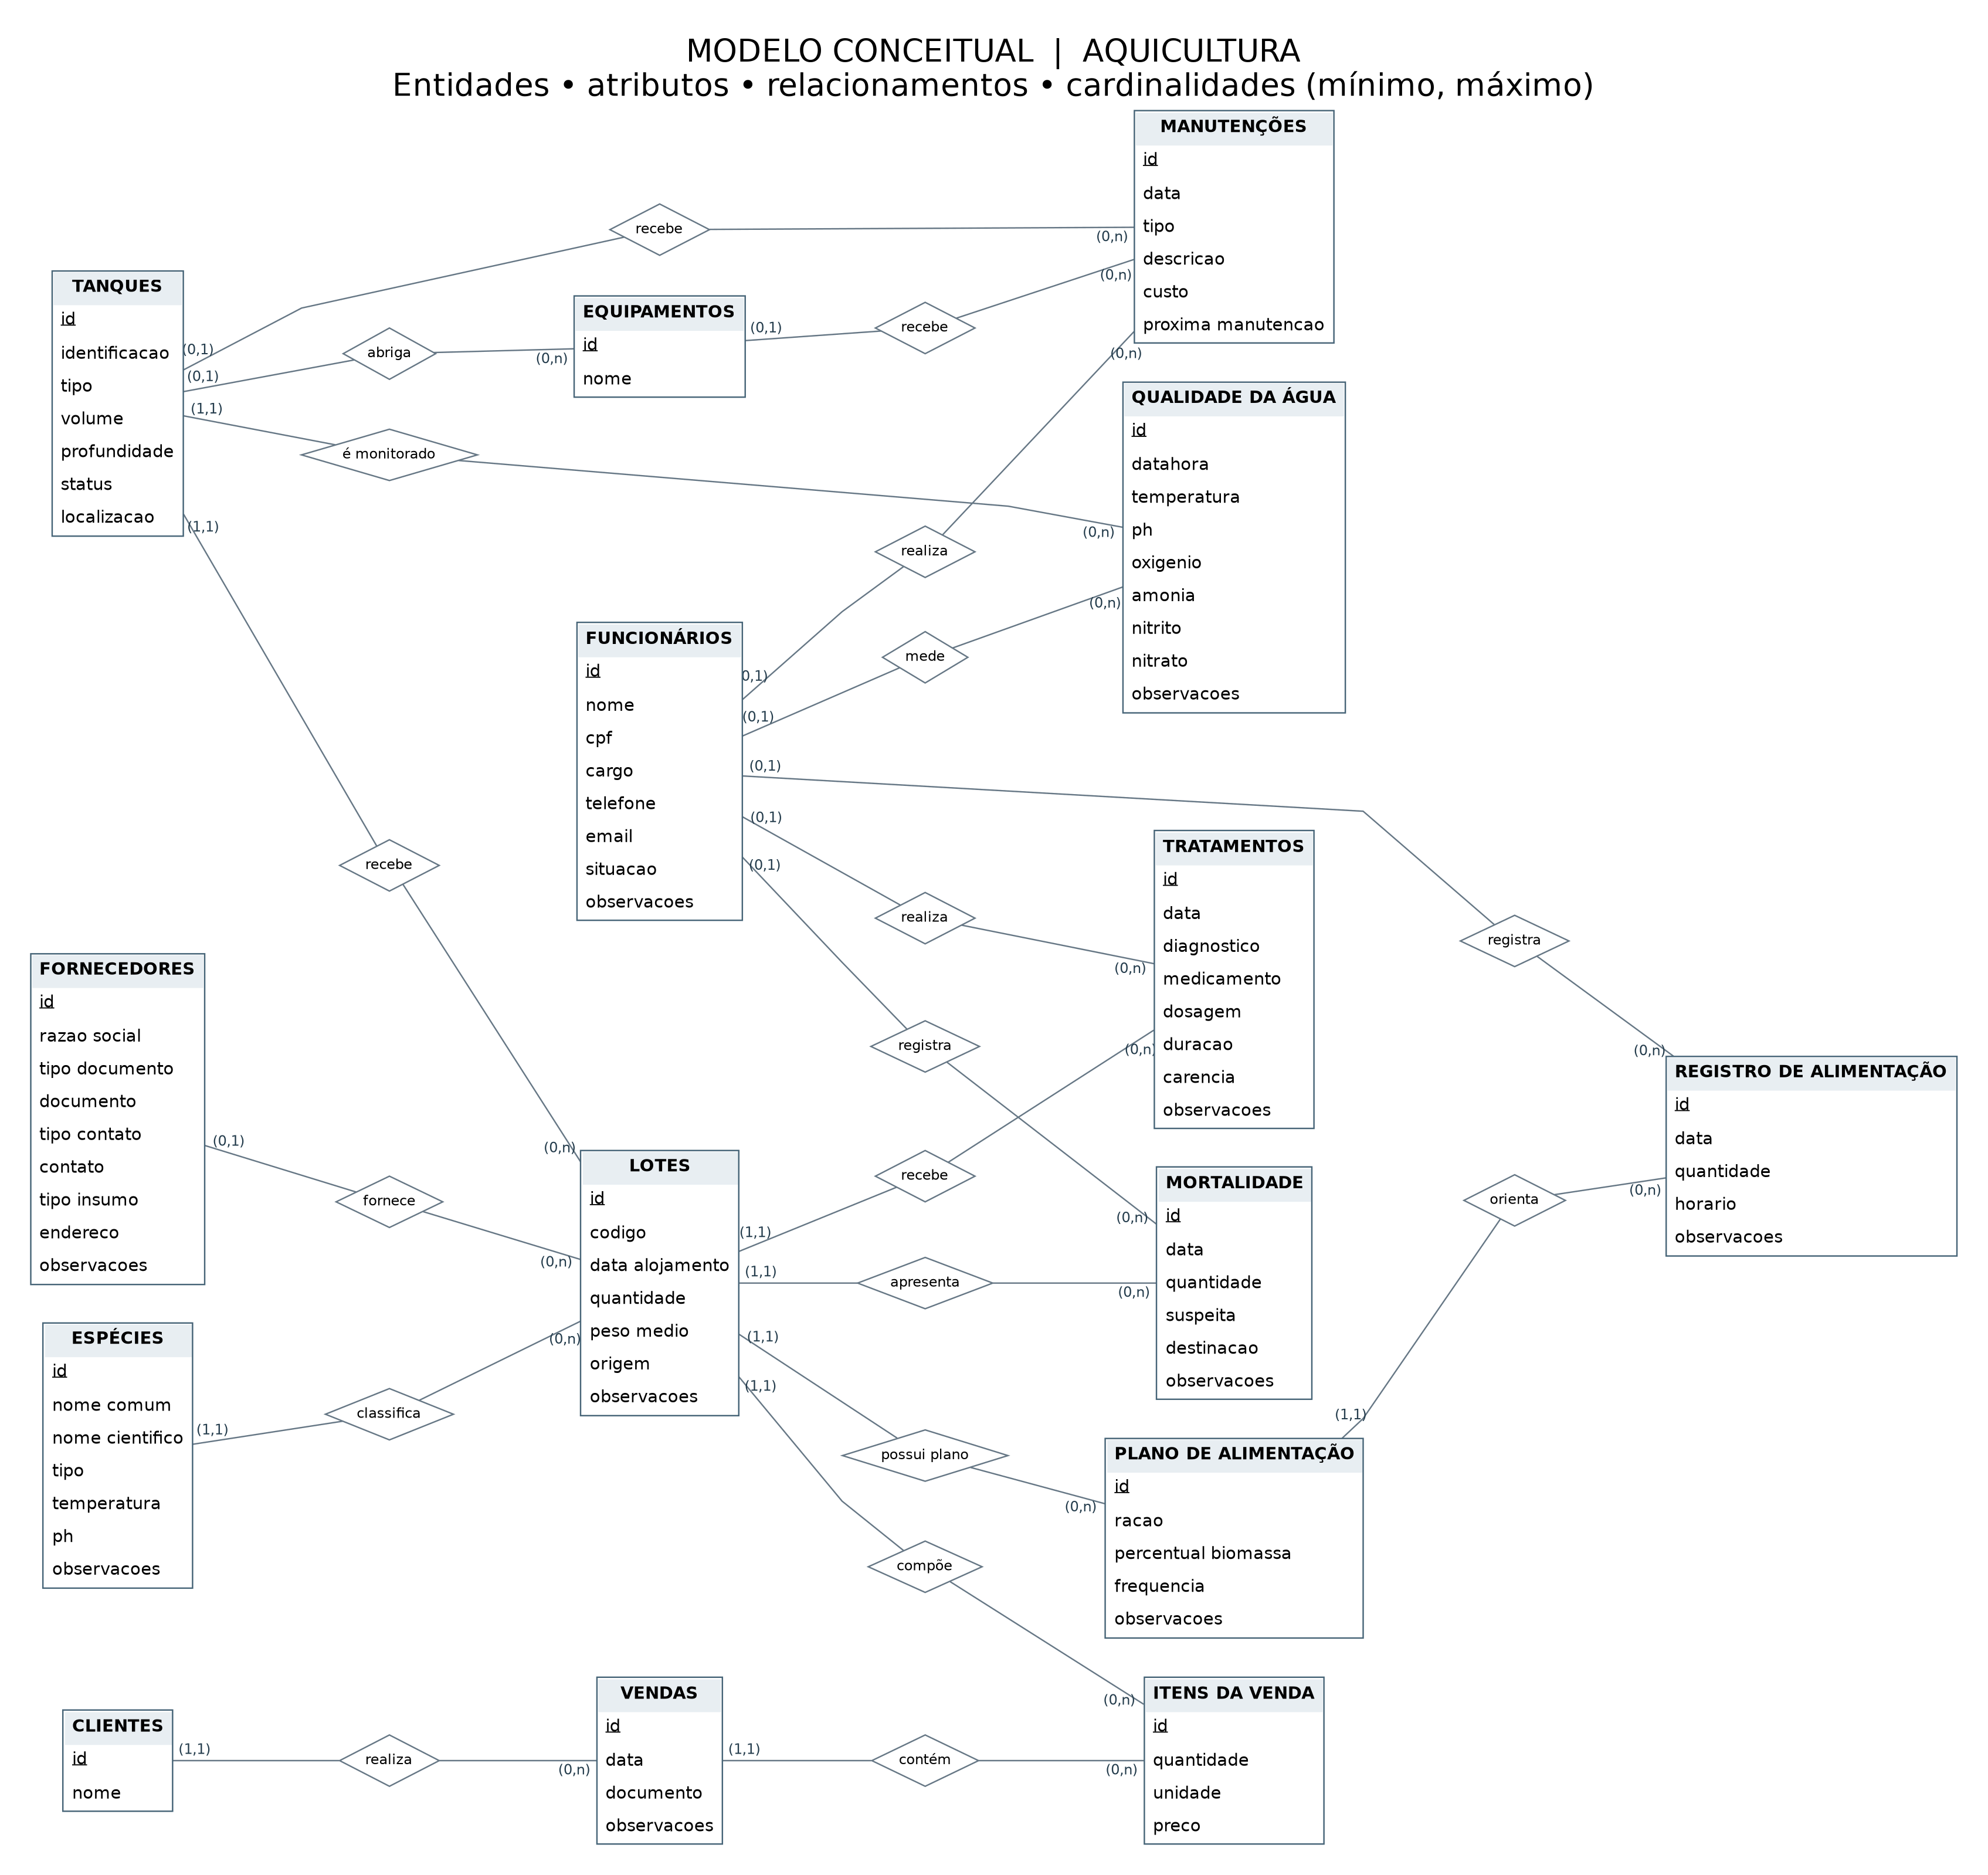 MODELO CONCEITUAL | AQUICULTURA
Entidades • atributos • relacionamentos • cardinalidades (mínimo, máximo)
MANUTENÇÕES
id
data
tipo
descricao
custo
proxima manutencao
recebe
(0,n)
(0,n)
(0,n)
TANQUES
id
identificacao
tipo
volume
profundidade
status
localizacao
(0,1)
(0,1)
(1,1)
(1,1)
abriga
(0,n)
é monitorado
EQUIPAMENTOS
id
nome
(0,1)
recebe
QUALIDADE DA ÁGUA
id
datahora
temperatura
ph
oxigenio
amonia
nitrito
nitrato
observacoes
(0,n)
(0,n)
realiza
mede
FUNCIONÁRIOS
id
nome
cpf
cargo
telefone
email
situacao
observacoes
0,1)
(0,1)
(0,1)
(0,1)
(0,1)
realiza
registra
recebe
TRATAMENTOS
id
data
diagnostico
medicamento
dosagem
duracao
carencia
observacoes
(0,n)
(0,n)
registra
(0,n)
REGISTRO DE ALIMENTAÇÃO
id
data
quantidade
horario
observacoes
(0,n)
orienta
(1,1)
FORNECEDORES
id
razao social
tipo documento
documento
tipo contato
contato
tipo insumo
endereco
observacoes
(0,1)
fornece
(0,n)
(0,n)
(0,n)
LOTES
id
codigo
data alojamento
quantidade
peso medio
origem
observacoes
(1,1)
(1,1)
(1,1)
(1,1)
recebe
apresenta
possui plano
compõe
MORTALIDADE
id
data
quantidade
suspeita
destinacao
observacoes
(0,n)
(0,n)
ESPÉCIES
id
nome comum
nome cientifico
tipo
temperatura
ph
observacoes
(1,1)
classifica
PLANO DE ALIMENTAÇÃO
id
racao
percentual biomassa
frequencia
observacoes
(0,n)
CLIENTES
id
nome
(1,1)
realiza
(0,n)
VENDAS
id
data
documento
observacoes
(1,1)
contém
(0,n)
(0,n)
ITENS DA VENDA
id
quantidade
unidade
preco